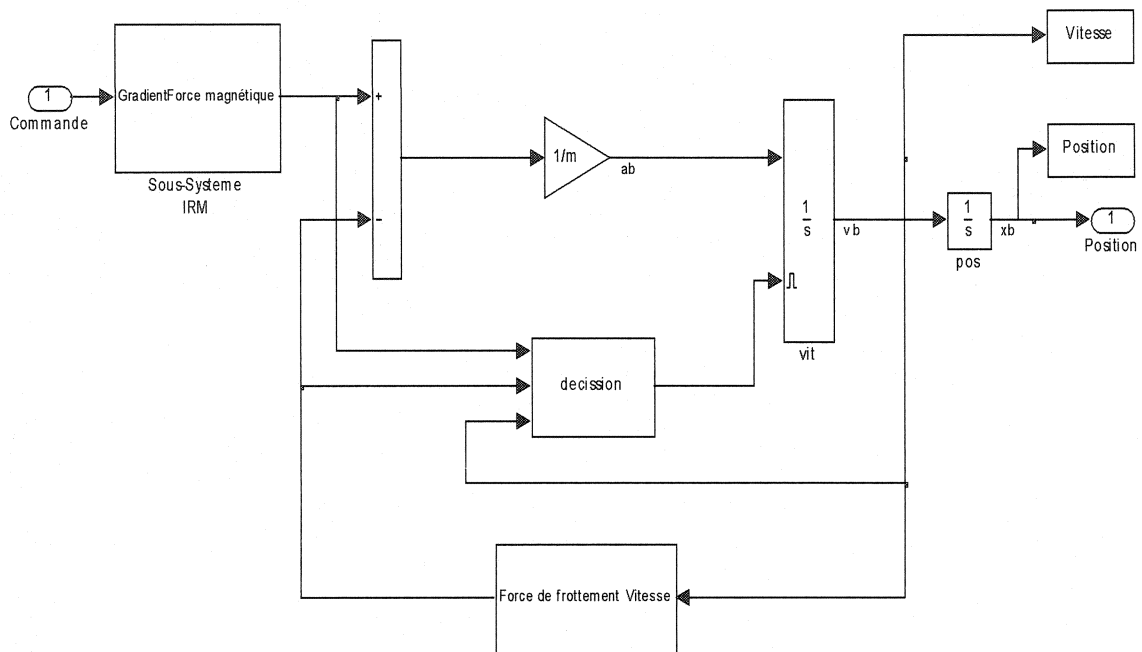 1
Commande
GradientForce magnétique
Sous-Systeme
IRM
+
-
1/m
ab
1
s
vit
vb
1
s
pos
xb
Vitesse
Position
1
Position
decission
Force de frottement Vitesse